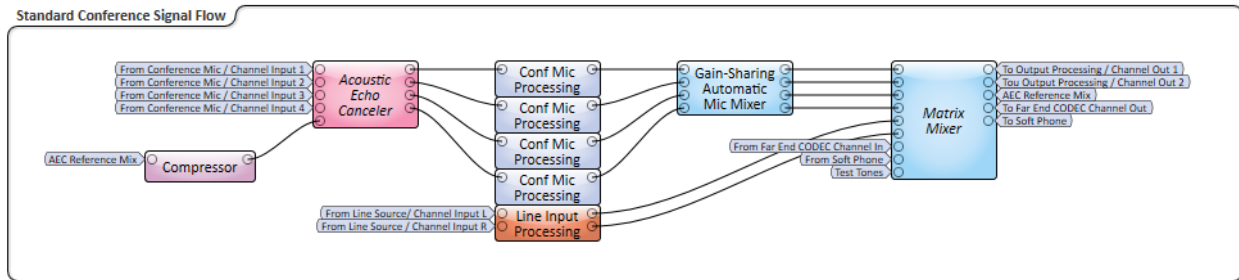 Standard Conference Signal Flow
From Conference Mic / Channel Input 1
From Conference Mic / Channel Input 2
From Conference Mic / Channel Input 3
From Conference Mic / Channel Input 4
Acoustic
Echo
Canceler
AEC Reference Mix
Compressor
Conf Mic
Processing
Conf Mic
Processing
Conf Mic
Processing
Conf Mic
Processing
From Line Source/ Channel Input L
From Line Source / Channel Input R
Line Input
Processing
Gain-Sharing
Automatic
Mic Mixer
From Far End CODEC Channel In
From Soft Phone
Test Tones
Matrix
Mixer
To Output Processing / Channel Out 1
Tou Output Processing / Channel Out 2
AEC Reference Mix
To Far End CODEC Channel Out
To Soft Phone